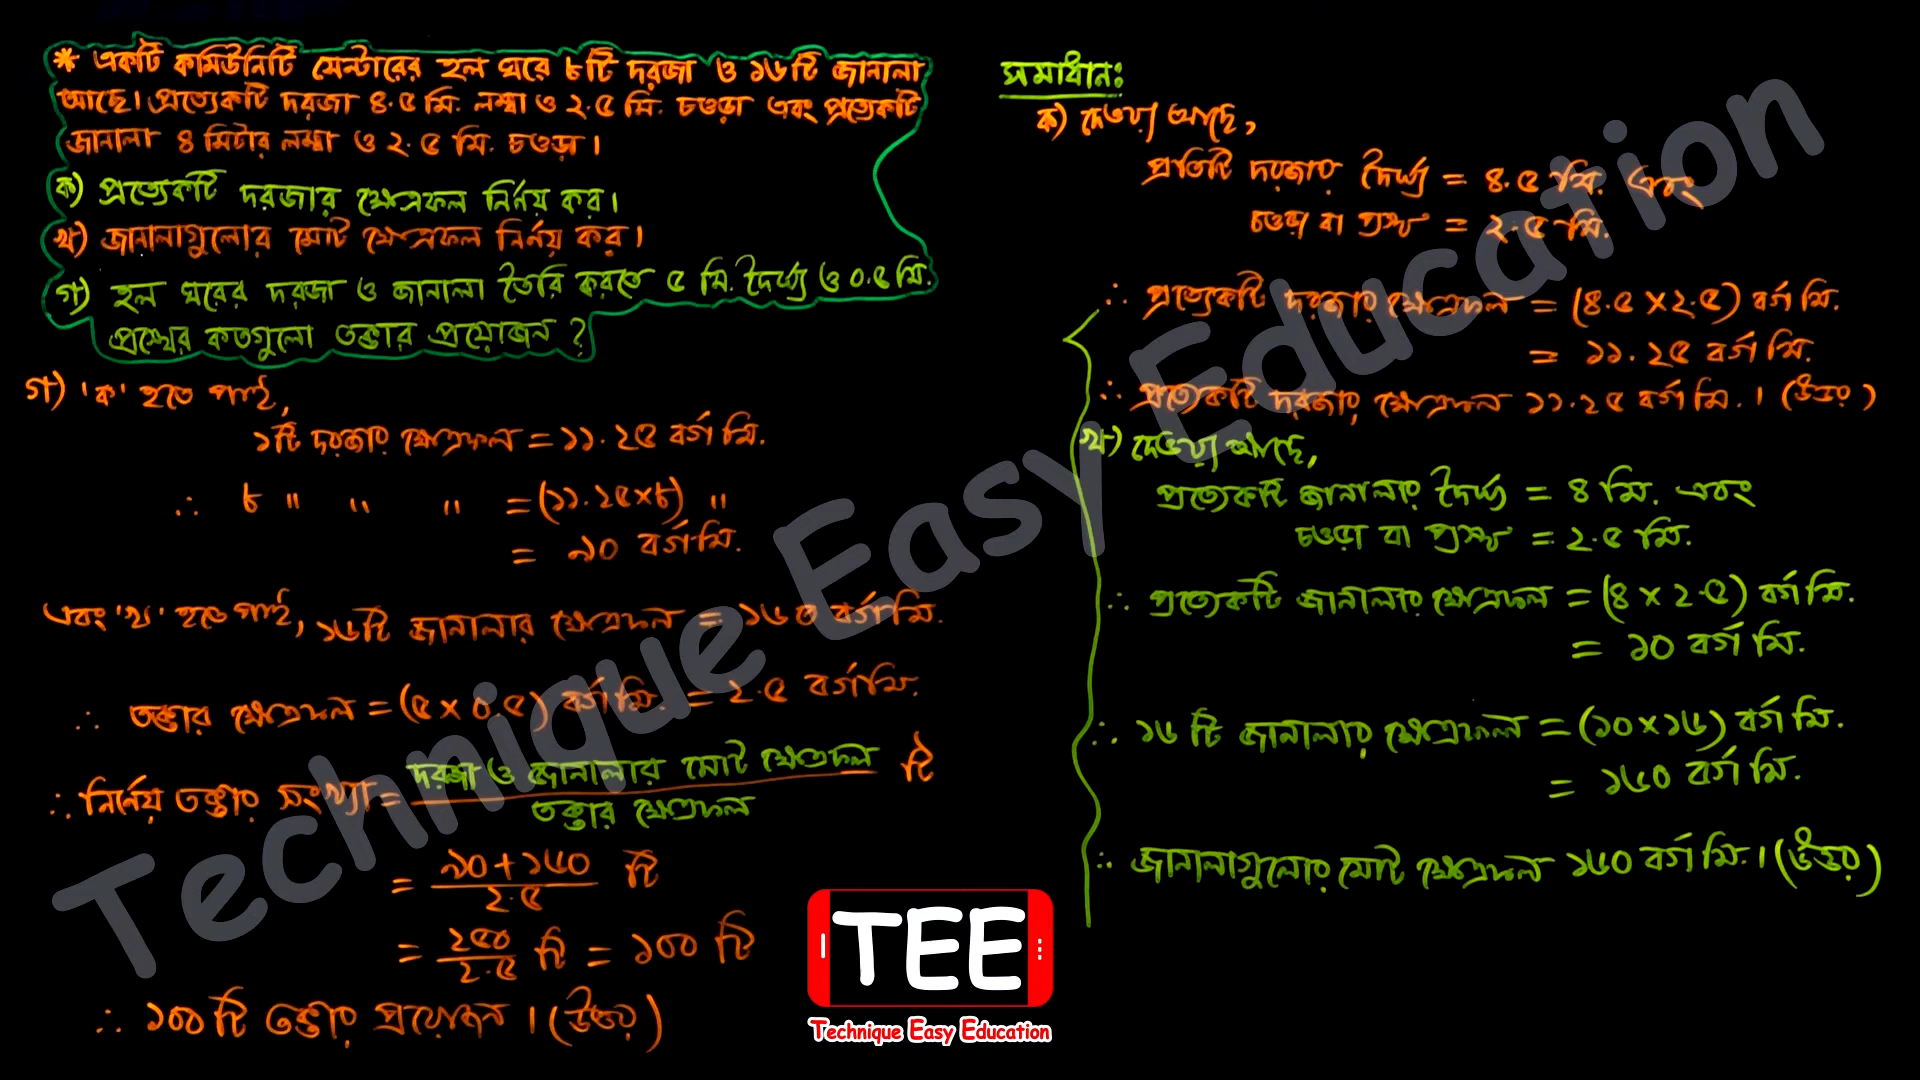 * একটি কমিউনিটি সেন্টারের হল ঘরে ৮টি দরজা ও ১৬টি জানালা
আছে। প্রত্যেকটি দরজা ৪.৫ মি. লম্বা ও ২.৫ মি. চওড়া এবং প্রত্যেকটি
জানালা ৪ মিটার লম্বা ও ২.৫ মি. চওড়া।
ক) প্রত্যেকটি দরজার ক্ষেত্রফল নির্ণয় কর।
খ) জানালাগুলোর মোট ক্ষেত্রফল নির্ণয় কর।
গ) হল ঘরের দরজা ও জানালা তৈরি করতে ৫ মি. দৈর্ঘ্য ও ০.৫ মি.
প্রস্থের কতগুলো তক্তার প্রয়োজন ?
সমাধান:
ক) দেওয়া আছে,
প্রতিটি দরজার দৈর্ঘ্য = ৪.৫ মি. এবং
চওড়া বা প্রস্থ = ২.৫ মি.
∴ প্রত্যেকটি দরজার ক্ষেত্রফল = (৪.৫ × ২.৫) বর্গ মি.
= ১১.২৫ বর্গ মি.
∴ প্রত্যেকটি দরজার ক্ষেত্রফল ১১.২৫ বর্গ মি. । (উত্তর)
খ) দেওয়া আছে,
প্রত্যেকটি জানালার দৈর্ঘ্য = ৪ মি. এবং
চওড়া বা প্রস্থ = ২.৫ মি.
∴ প্রত্যেকটি জানালার ক্ষেত্রফল = (৪ × ২.৫) বর্গ মি.
= ১০ বর্গ মি.
∴ ১৬ টি জানালার ক্ষেত্রফল = (১০×১৬) বর্গ মি.
= ১৬০ বর্গ মি.
∴ জানালাগুলোর মোট ক্ষেত্রফল ১৬০ বর্গ মি. । (উত্তর)
গ) 'ক' হতে পাই,
১টি দরজার ক্ষেত্রফল = ১১.২৫ বর্গ মি.
∴ ৮ " " " = (১১.২৫×৮) "
= ৯০ বর্গ মি.
এবং 'খ' হতে পাই, ১৬টি জানালার ক্ষেত্রফল = ১৬০ বর্গ মি.
∴ তক্তার ক্ষেত্রফল = (৫ × ০.৫) বর্গ মি. = ২.৫ বর্গ মি.
∴ নির্ণেয় তক্তার সংখ্যা = দরজা ও জানালার মোট ক্ষেত্রফল টি
তক্তার ক্ষেত্রফল
= ৯০ + ১৬০ টি
২.৫
= ২৫০ টি = ১০০ টি
২.৫
∴ ১০০ টি তক্তার প্রয়োজন । (উত্তর)
Technique Easy Education
TEE
Technique Easy Education